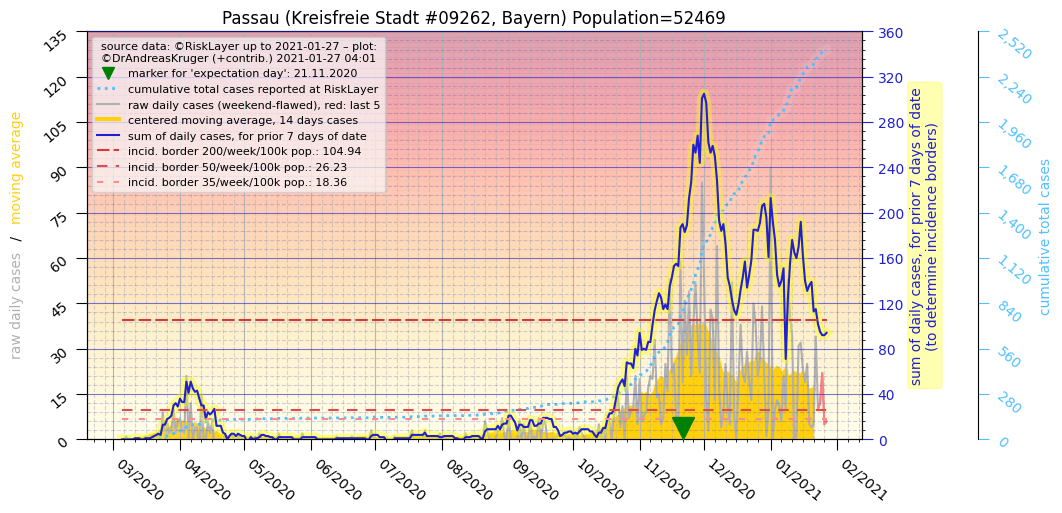 Passau (Kreisfreie Stadt #09262, Bayern) Population=52469
source data: ©RiskLayer up to 2021-01-27 – plot:
©DrAndreasKruger (+contrib.) 2021-01-27 04:01
marker for 'expectation day': 21.11.2020
cumulative total cases reported at RiskLayer
raw daily cases (weekend-flawed), red: last 5
centered moving average, 14 days cases
sum of daily cases, for prior 7 days of date
incid. border 200/week/100k pop.: 104.94
incid. border 50/week/100k pop.: 26.23
incid. border 35/week/100k pop.: 18.36
raw daily cases / moving average
135
120
105
90
75
60
45
30
15
0
03/2020
04/2020
05/2020
06/2020
07/2020
08/2020
09/2020
10/2020
11/2020
12/2020
01/2021
02/2021
360
320
280
240
200
160
120
80
40
0
sum of daily cases, for prior 7 days of date
(to determine incidence borders)
2,520
2,240
1,960
1,680
1,400
1,120
840
560
280
0
cumulative total cases